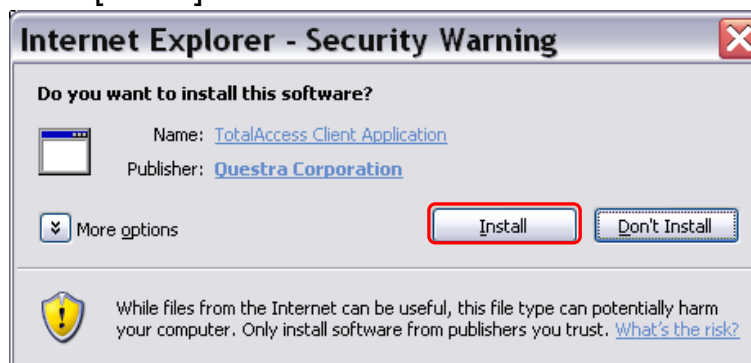 Internet Explorer - Security Warning
Do you want to install this software?
Name: TotalAccess Client Application
Publisher: Questra Corporation
More options
Install
Don't Install
While files from the Internet can be useful, this file type can potentially harm
your computer. Only install software from publishers you trust. What's the risk?